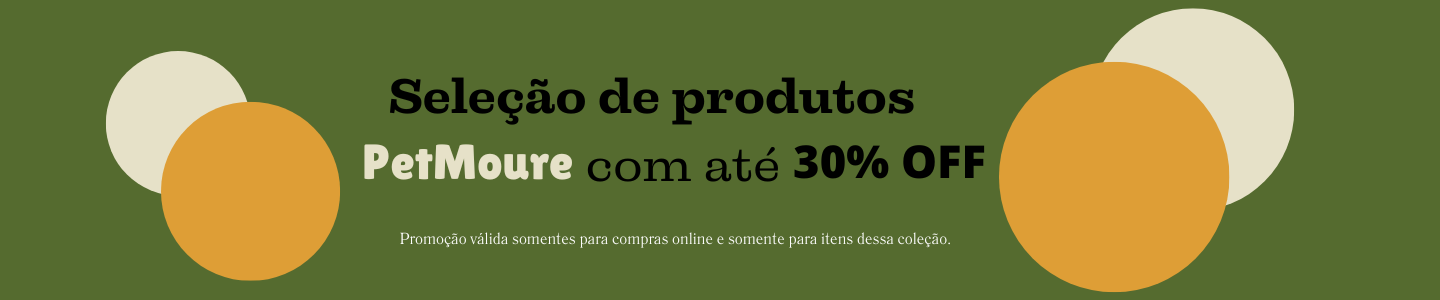 Seleção de produtos
PetMoure com até 30% OFF
Promoção válida somentes para compras online e somente para itens dessa coleção.